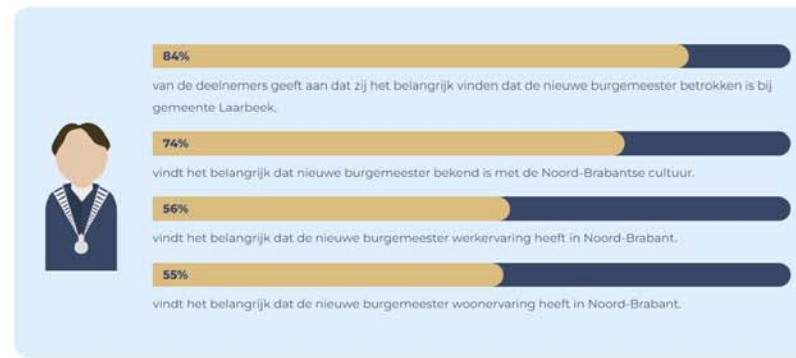 84%
van de deelnemers geeft aan dat zij het belangrijk vinden dat de nieuwe burgemeester betrokken is bij
gemeente Laarbeek.
74%
vindt het belangrijk dat nieuwe burgemeester bekend is met de Noord-Brabantse cultuur.
56%
vindt het belangrijk dat de nieuwe burgemeester werkervaring heeft in Noord-Brabant.
55%
vindt het belangrijk dat de nieuwe burgemeester woonervaring heeft in Noord-Brabant.